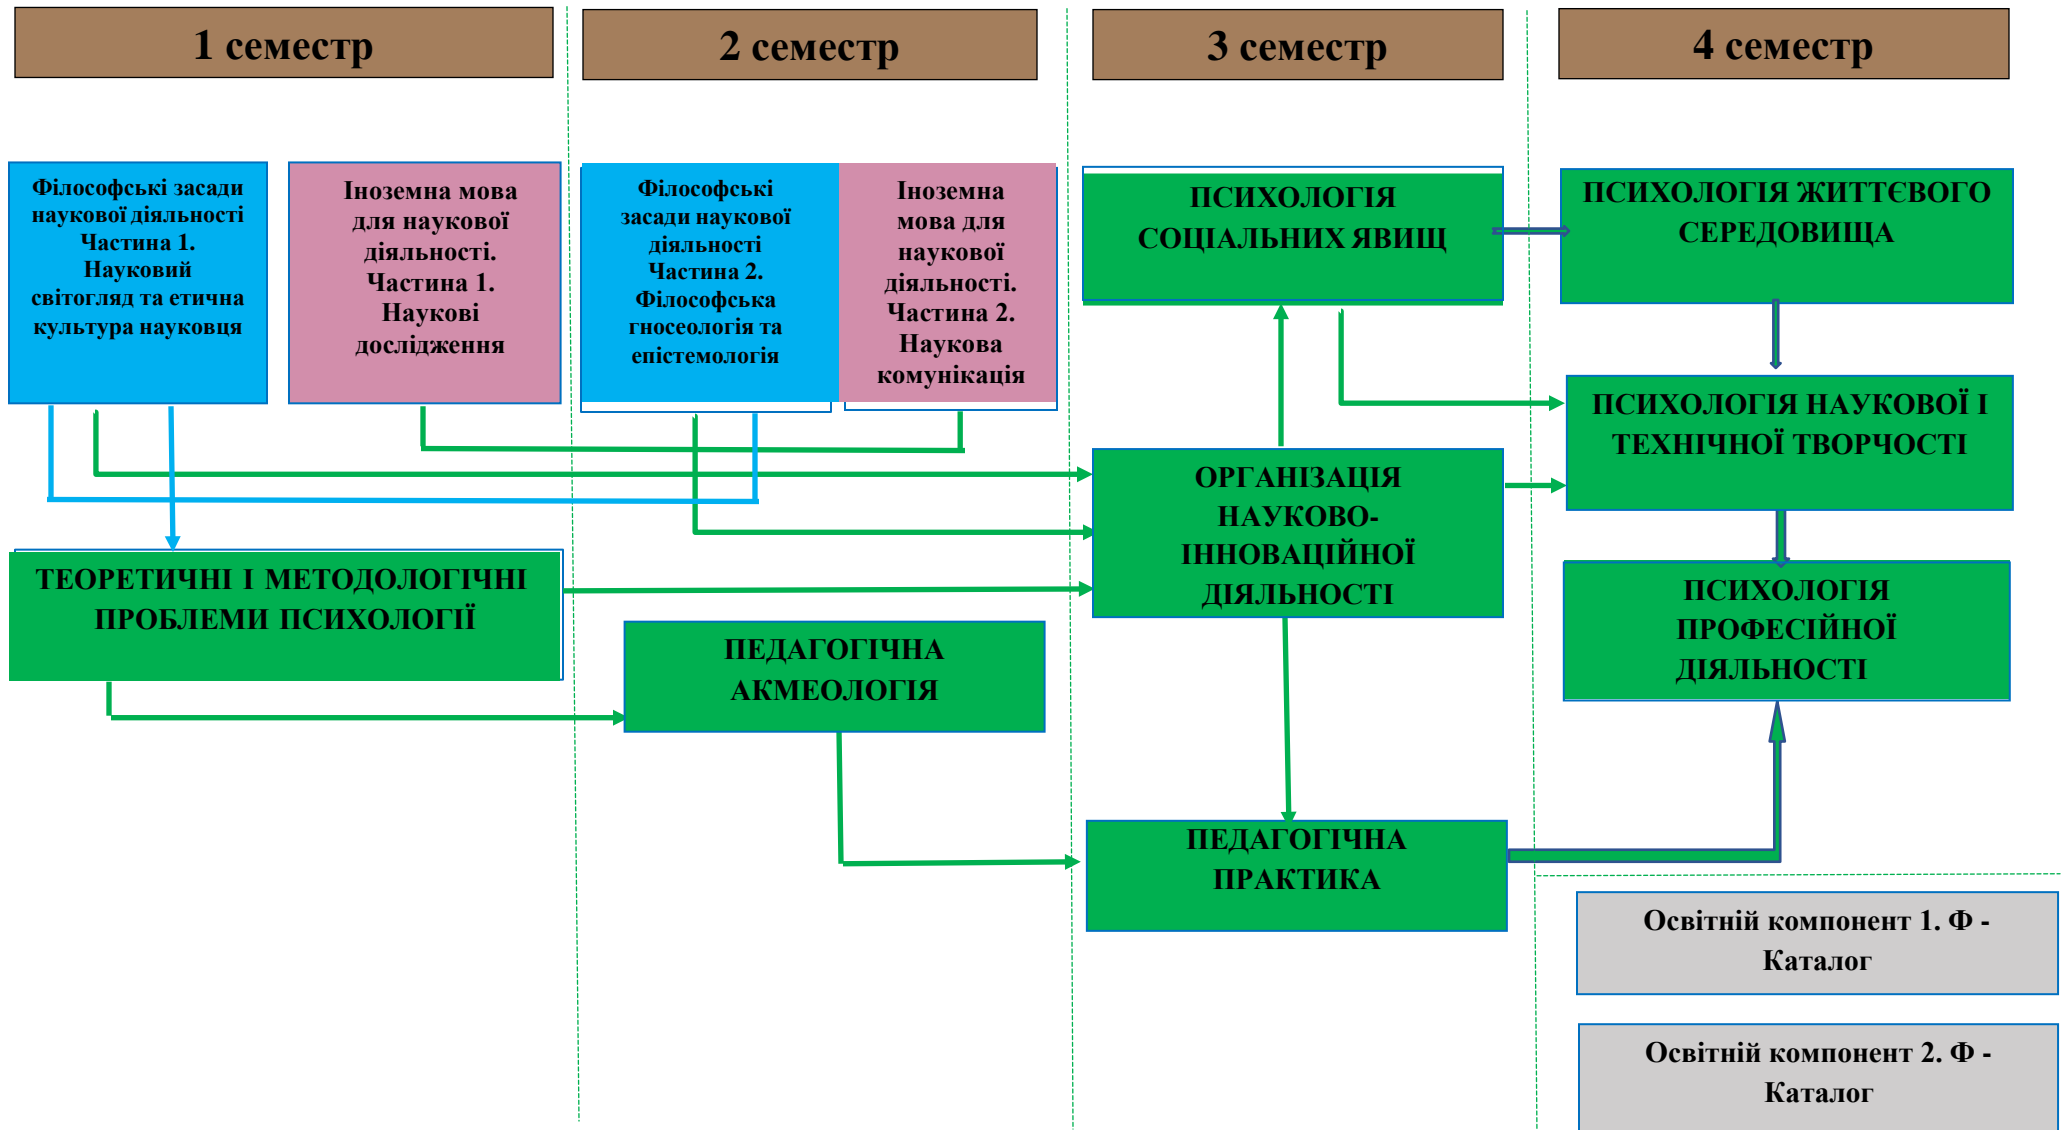 1 семестр
2 семестр
3 семестр
4 семестр
Філософські засади
наукової діяльності
Частина 1.
Науковий
світогляд та етична
культура науковця
Іноземна мова
для наукової
діяльності.
Частина 1.
Наукові
дослідження
Філософські
засади наукової
діяльності
Частина 2.
Філософська
гносеологія та
епістемологія
Іноземна
мова для
наукової
діяльності.
Частина 2.
Наукова
комунікація
ПСИХОЛОГІЯ
СОЦІАЛЬНИХ ЯВИЩ
ПСИХОЛОГІЯ ЖИТТЄВОГО
СЕРЕДОВИЩА
ПСИХОЛОГІЯ НАУКОВОЇ І
ТЕХНІЧНОЇ ТВОРЧОСТІ
ОРГАНІЗАЦІЯ
НАУКОВО-
ІННОВАЦІЙНОЇ
ДІЯЛЬНОСТІ
ТЕОРЕТИЧНІ І МЕТОДОЛОГІЧНІ
ПРОБЛЕМИ ПСИХОЛОГІЇ
ПЕДАГОГІЧНА
АКМЕОЛОГІЯ
ПСИХОЛОГІЯ
ПРОФЕСІЙНОЇ
ДІЯЛЬНОСТІ
ПЕДАГОГІЧНА
ПРАКТИКА
Освітній компонент 1. Ф -
Каталог
Освітній компонент 2. Ф -
Каталог